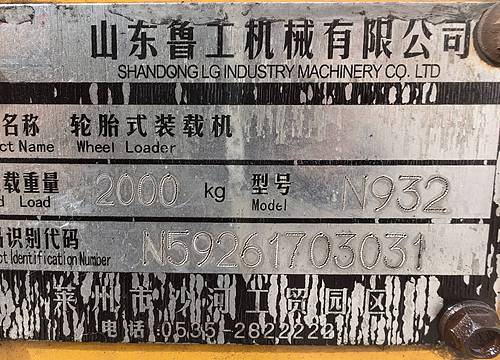 山东鲁工机械有限公司
SHANDONG LG INDUSTRY MACHINERY CO. LTD
名称 轮胎式装载机
ct Name Wheel Loader
载重量 2000 kg 型号 N932
d Load Model
识别代码 N59261703031
ct Identification Number
莱州市沙河工贸园区
电话 0535-2822222